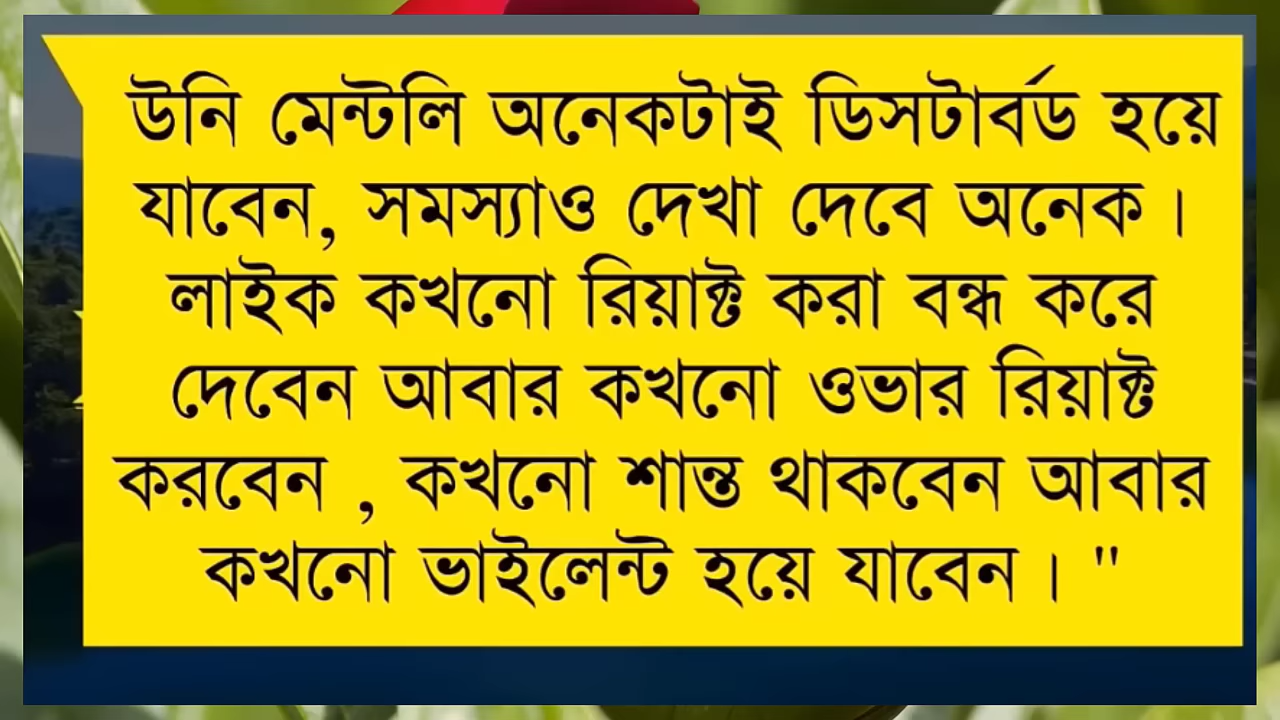 উনি মেন্টলি অনেকটাই ডিসটার্বড হয়ে
যাবেন, সমস্যাও দেখা দেবে অনেক।
লাইক কখনো রিয়াক্ট করা বন্ধ করে
দেবেন আবার কখনো ওভার রিয়াক্ট
করবেন , কখনো শান্ত থাকবেন আবার
কখনো ভাইলেন্ট হয়ে যাবেন। "